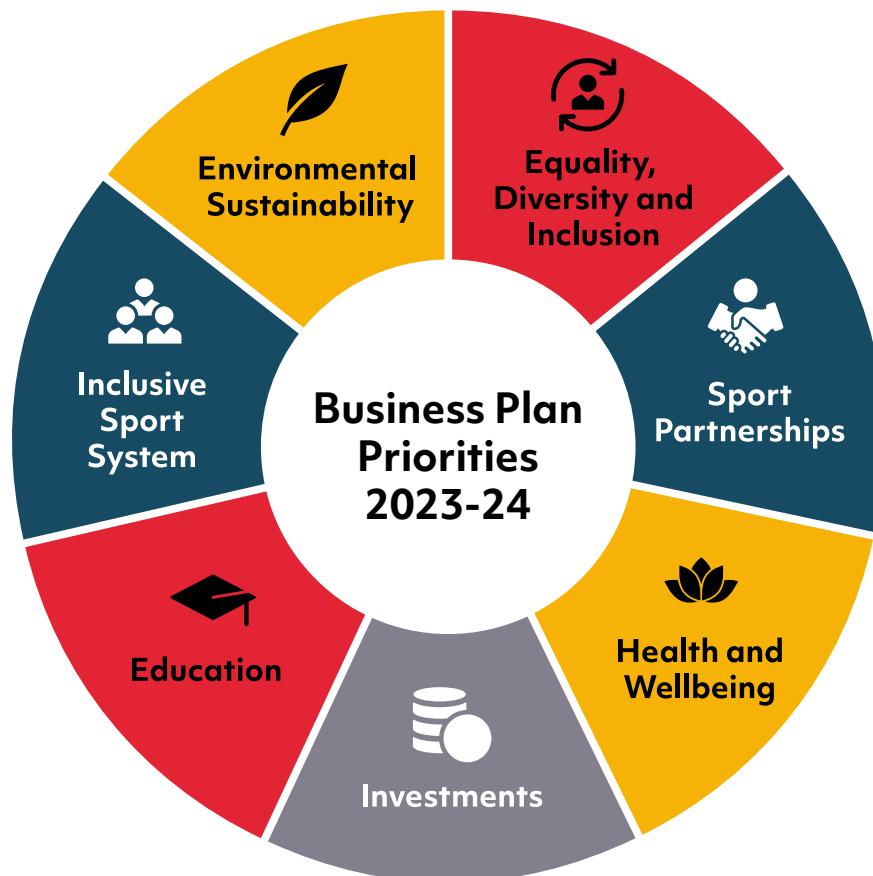 Business Plan
Priorities
2023-24
Equality,
Diversity and
Inclusion
Sport
Partnerships
Health and
Wellbeing
Investments
Education
Inclusive
Sport
System
Environmental
Sustainability